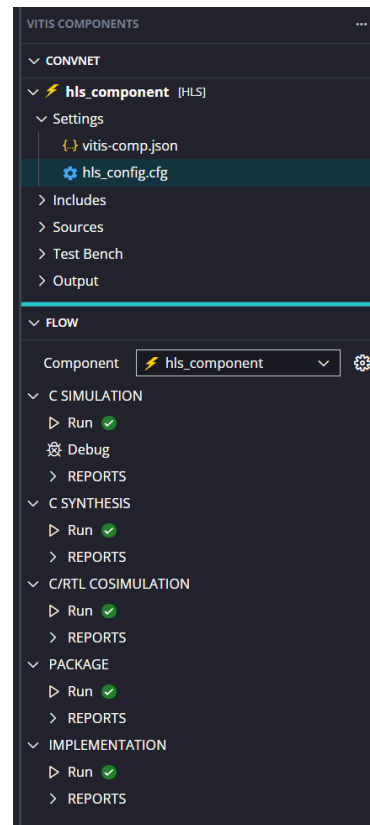 VITIS COMPONENTS ...
CONVNET
hls_component [HLS]
Settings
{..} vitis-comp.json
hls_config.cfg
Includes
Sources
Test Bench
Output
FLOW
Component hls_component
C SIMULATION
Run
Debug
REPORTS
C SYNTHESIS
Run
REPORTS
C/RTL COSIMULATION
Run
REPORTS
PACKAGE
Run
REPORTS
IMPLEMENTATION
Run
REPORTS